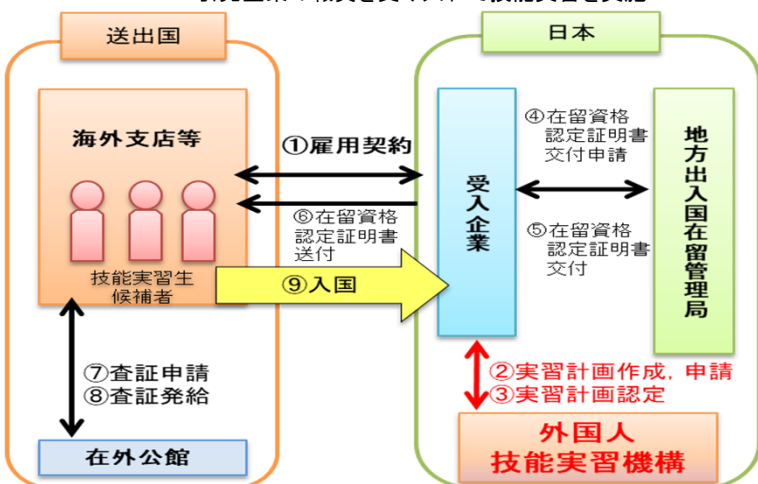 送出国
日本
海外支店等
技能実習生
候補者
①雇用契約
⑥在留資格
認定証明書
送付
⑨入国
受入企業
④在留資格
認定証明書
交付申請
⑤在留資格
認定証明書
交付
地方出入国在留管理局
⑦査証申請
⑧査証発給
在外公館
②実習計画作成,申請
③実習計画認定
外国人
技能実習機構